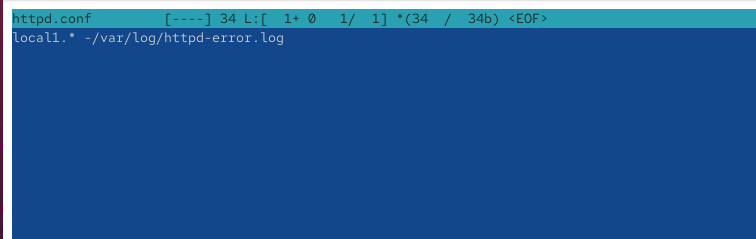 httpd.conf [----] 34 L:[ 1+ 0 1/ 1] *(34 / 34b) <EOF>
local1.* -/var/log/httpd-error.log